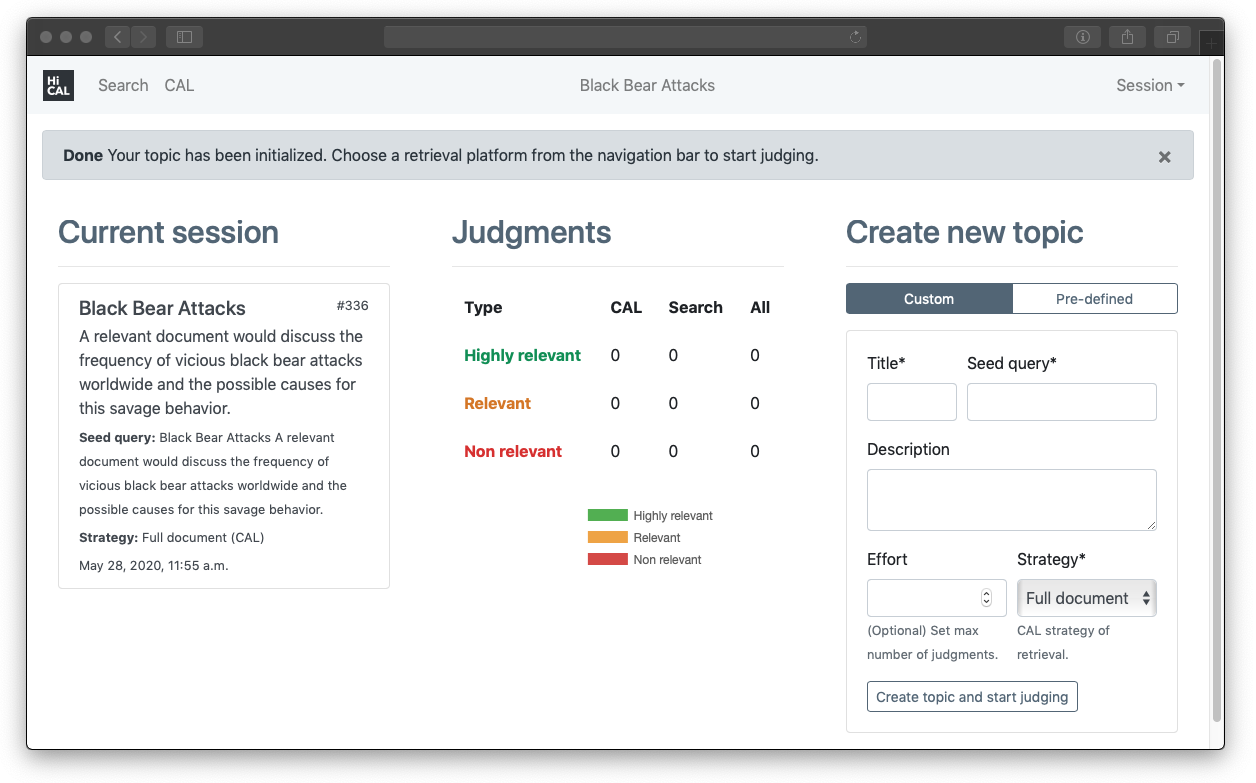 Hi
CAL
Search CAL
Black Bear Attacks
Session
Done Your topic has been initialized. Choose a retrieval platform from the navigation bar to start judging.
×
Current session
Black Bear Attacks #336
A relevant document would discuss the
frequency of vicious black bear attacks
worldwide and the possible causes for
this savage behavior.
Seed query: Black Bear Attacks A relevant
document would discuss the frequency of
vicious black bear attacks worldwide and the
possible causes for this savage behavior.
Strategy: Full document (CAL)
May 28, 2020, 11:55 a.m.
Judgments
Type CAL Search All
Highly relevant 0 0 0
Relevant 0 0 0
Non relevant 0 0 0
Highly relevant
Relevant
Non relevant
Create new topic
Custom Pre-defined
Title* Seed query*
Description
Effort Strategy*
Full document
(Optional) Set max
number of judgments.
CAL strategy of
retrieval.
Create topic and start judging